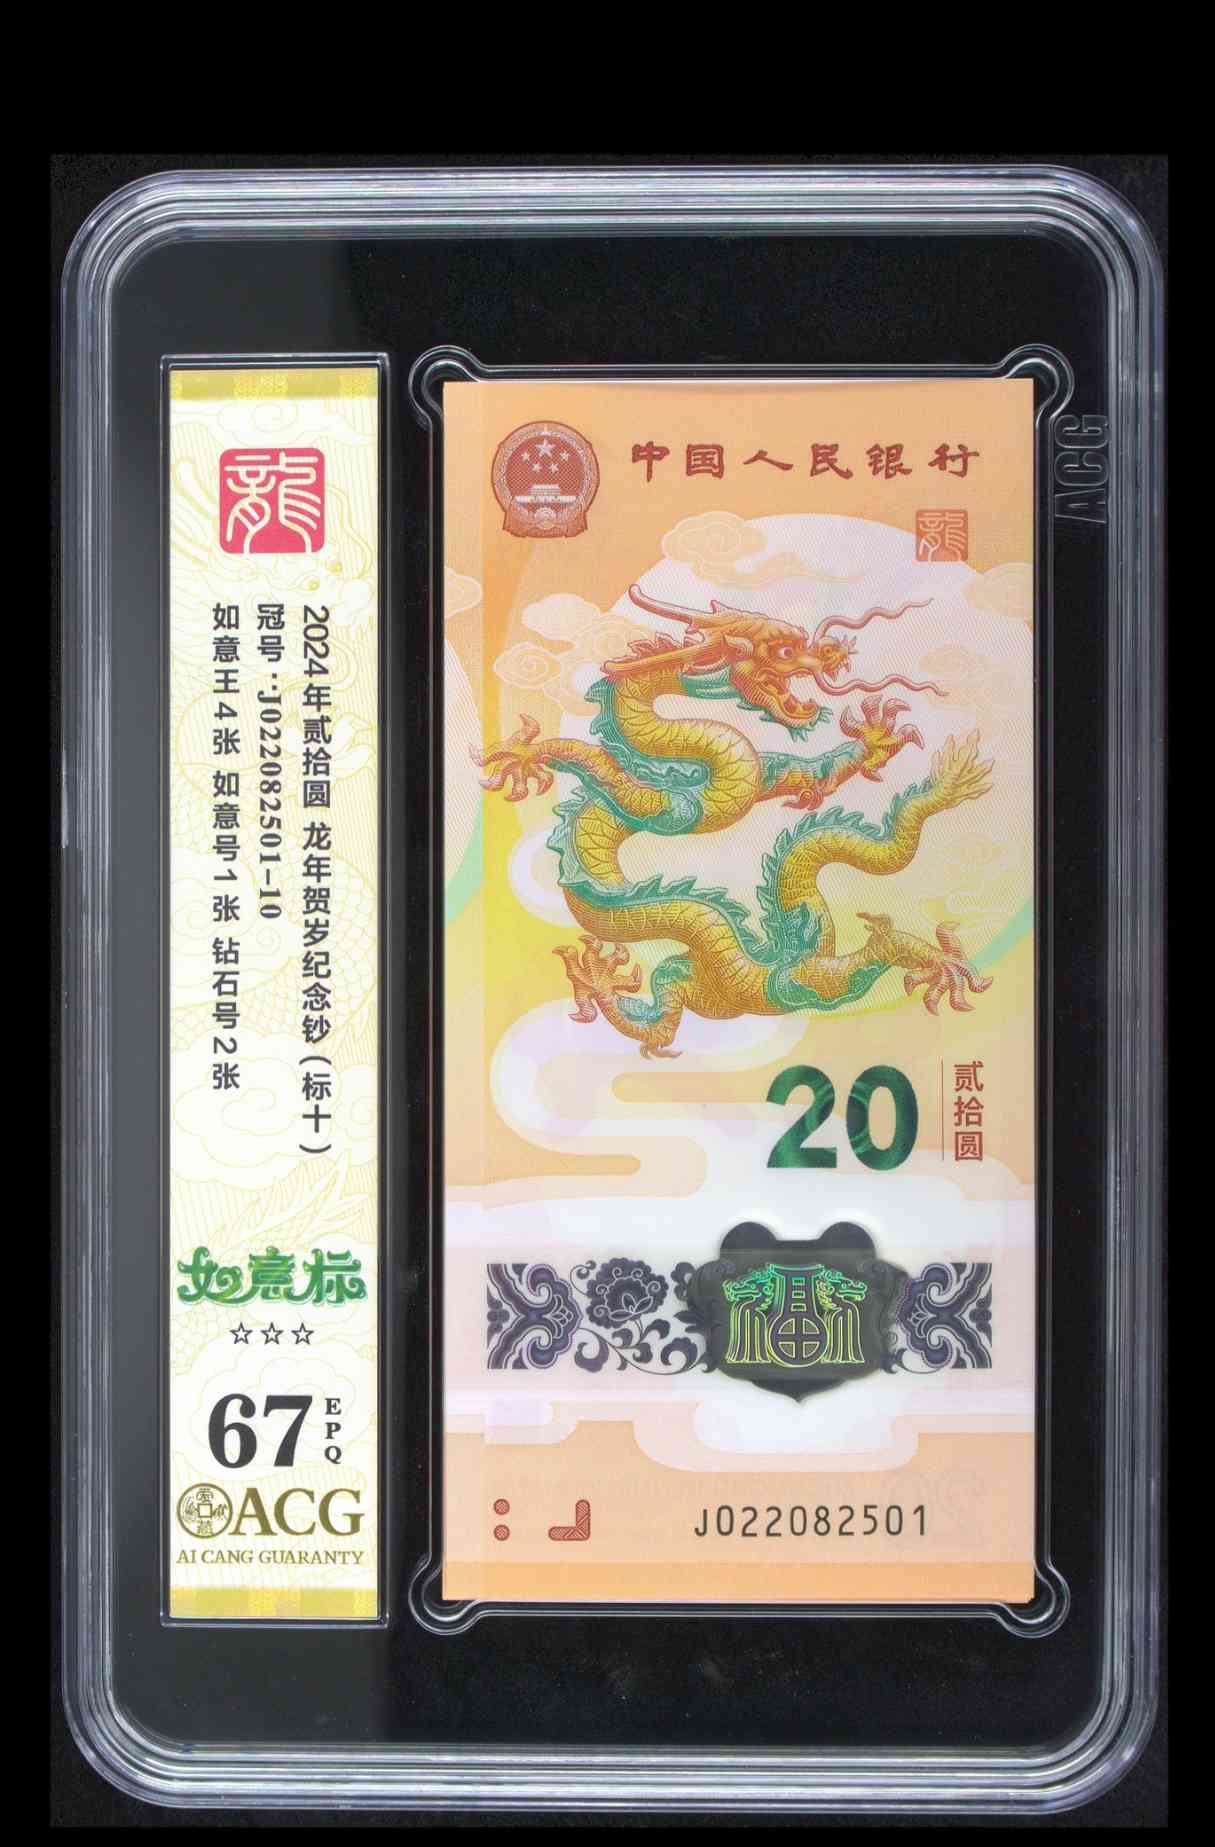 龍
2024年贰拾圆 龙年贺岁纪念钞(标十)
冠号:J022082501-10
如意王4张 如意号1张 钻石号2张
如意标
☆☆☆
67
EPQ
ACG
AI CANG GUARANTY
中国人民银行
龍
20
贰拾圆
福
J022082501
ACG